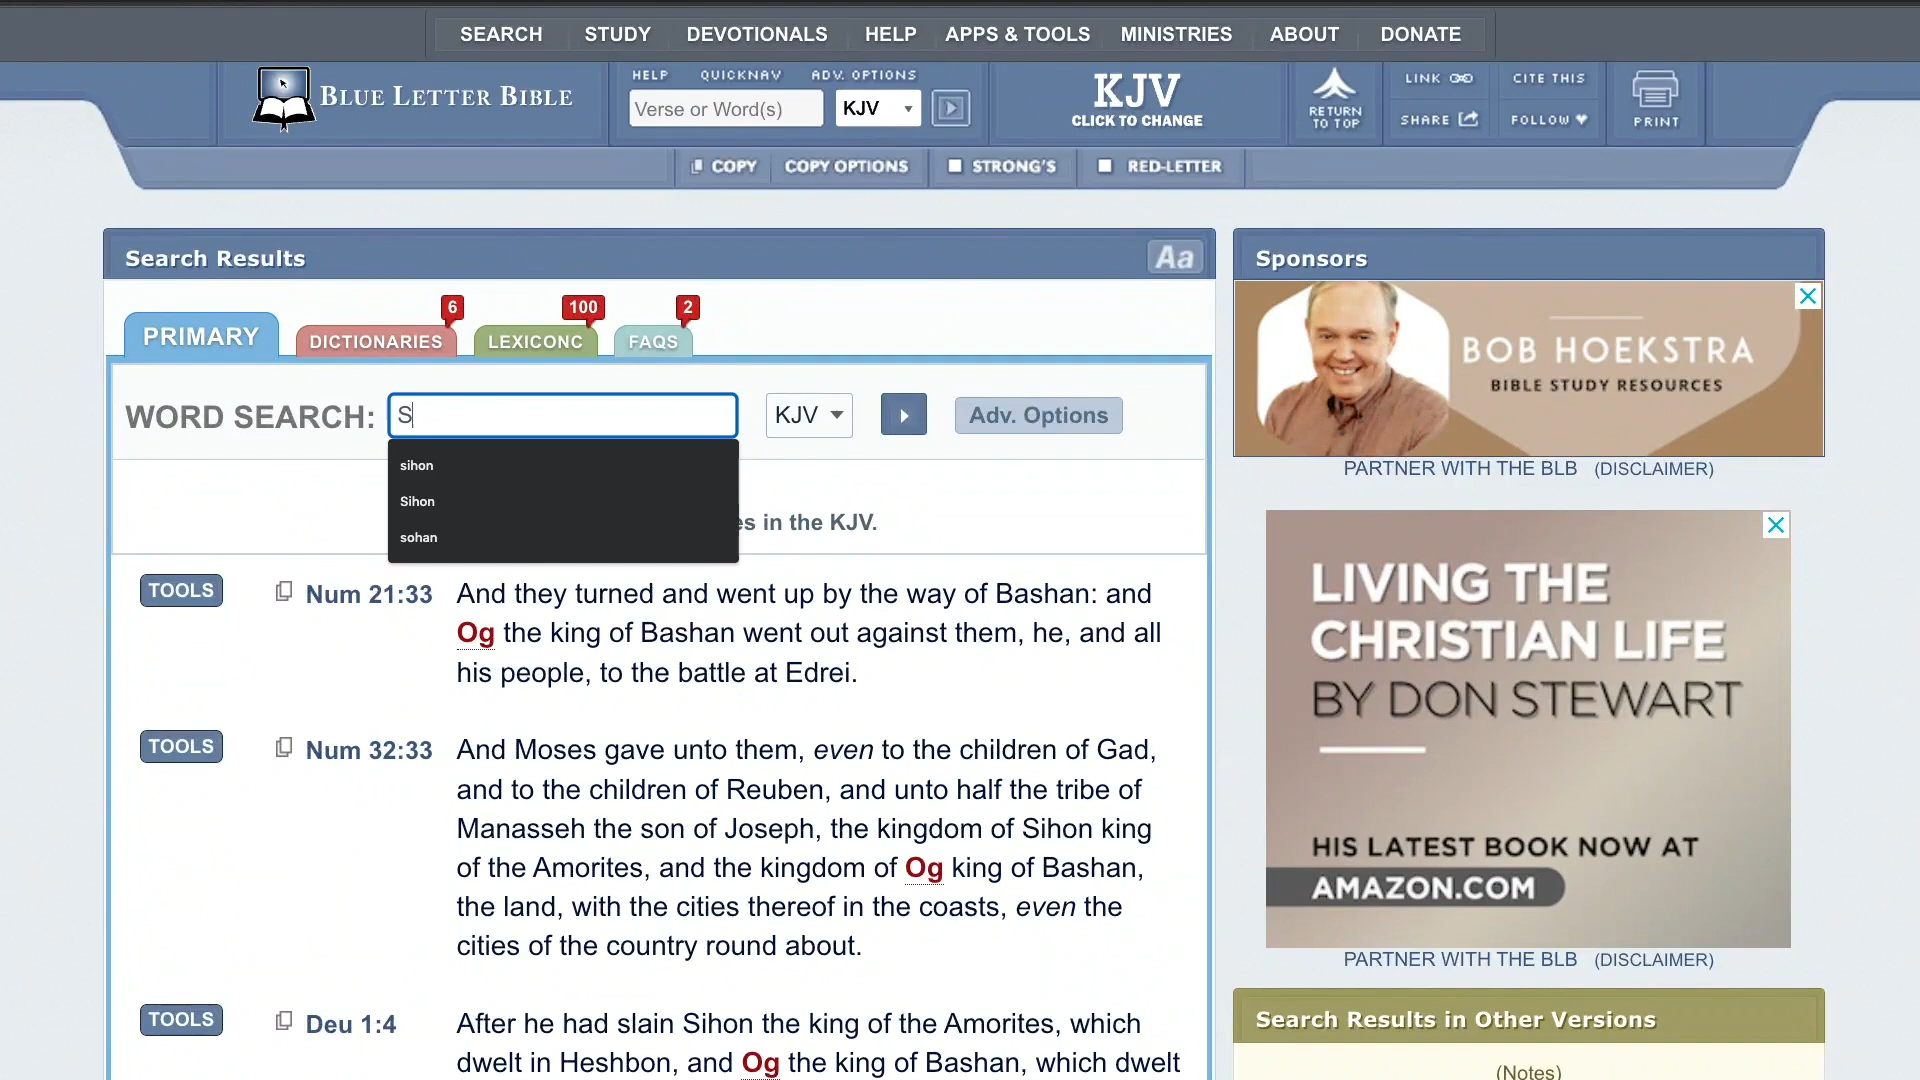 SEARCH STUDY DEVOTIONALS HELP APPS & TOOLS MINISTRIES ABOUT DONATE
BLUE LETTER BIBLE
HELP QUICKNAV ADV. OPTIONS
Verse or Word(s) KJV
KJV
CLICK TO CHANGE
RETURN
TO TOP
LINK CITE THIS
SHARE FOLLOW
PRINT
COPY COPY OPTIONS STRONG'S RED-LETTER
Search Results Aa
6 100 2
PRIMARY DICTIONARIES LEXICONC FAQS
WORD SEARCH: S KJV Adv. Options
sihon
Sihon
sohan
es in the KJV.
TOOLS Num 21:33 And they turned and went up by the way of Bashan: and
Og the king of Bashan went out against them, he, and all
his people, to the battle at Edrei.
TOOLS Num 32:33 And Moses gave unto them, even to the children of Gad,
and to the children of Reuben, and unto half the tribe of
Manasseh the son of Joseph, the kingdom of Sihon king
of the Amorites, and the kingdom of Og king of Bashan,
the land, with the cities thereof in the coasts, even the
cities of the country round about.
TOOLS Deu 1:4 After he had slain Sihon the king of the Amorites, which
dwelt in Heshbon, and Og the king of Bashan, which dwelt
Sponsors
BOB HOEKSTRA
BIBLE STUDY RESOURCES
PARTNER WITH THE BLB (DISCLAIMER)
LIVING THE
CHRISTIAN LIFE
BY DON STEWART
HIS LATEST BOOK NOW AT
AMAZON.COM
PARTNER WITH THE BLB (DISCLAIMER)
Search Results in Other Versions
(Notes)